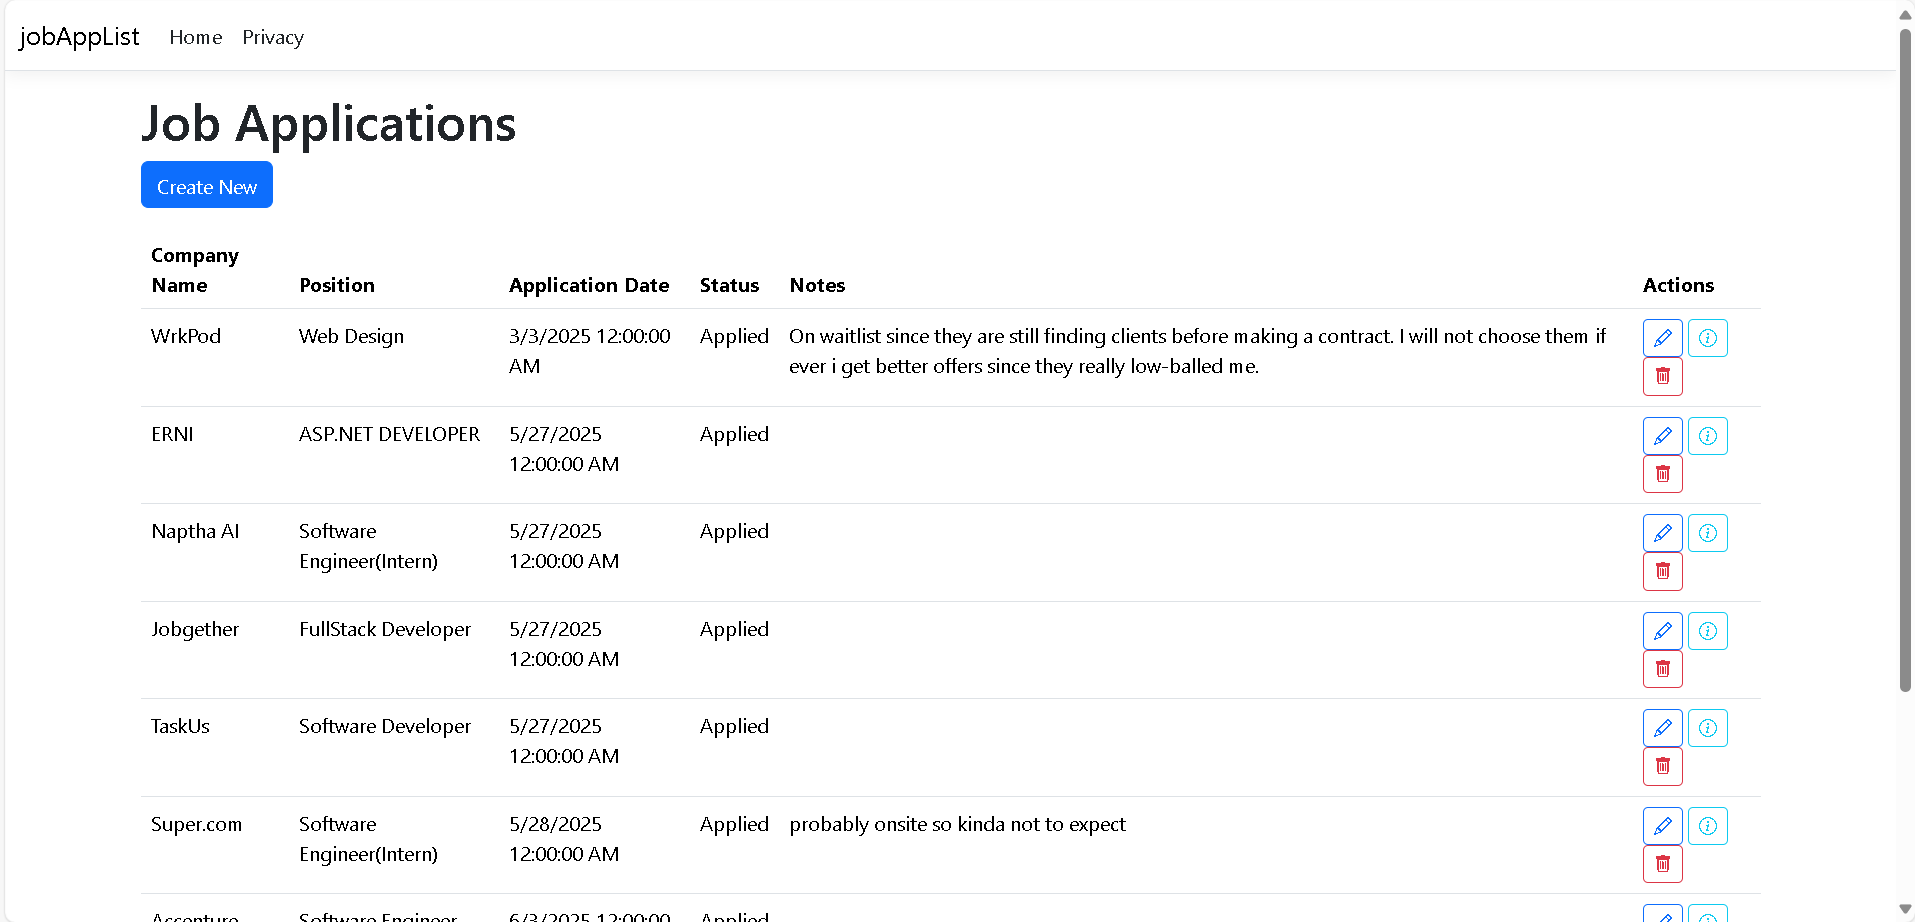 jobAppList Home Privacy
Job Applications
Create New
Company
Name Position Application Date Status Notes Actions
WrkPod Web Design 3/3/2025 12:00:00 Applied On waitlist since they are still finding clients before making a contract. I will not choose them if
AM ever i get better offers since they really low-balled me.
ERNI ASP.NET DEVELOPER 5/27/2025 Applied
12:00:00 AM
Naptha AI Software 5/27/2025 Applied
Engineer(Intern) 12:00:00 AM
Jobgether FullStack Developer 5/27/2025 Applied
12:00:00 AM
TaskUs Software Developer 5/27/2025 Applied
12:00:00 AM
Super.com Software 5/28/2025 Applied probably onsite so kinda not to expect
Engineer(Intern) 12:00:00 AM
Accenture Software Engineer 6/3/2025 12:00:00 Applied